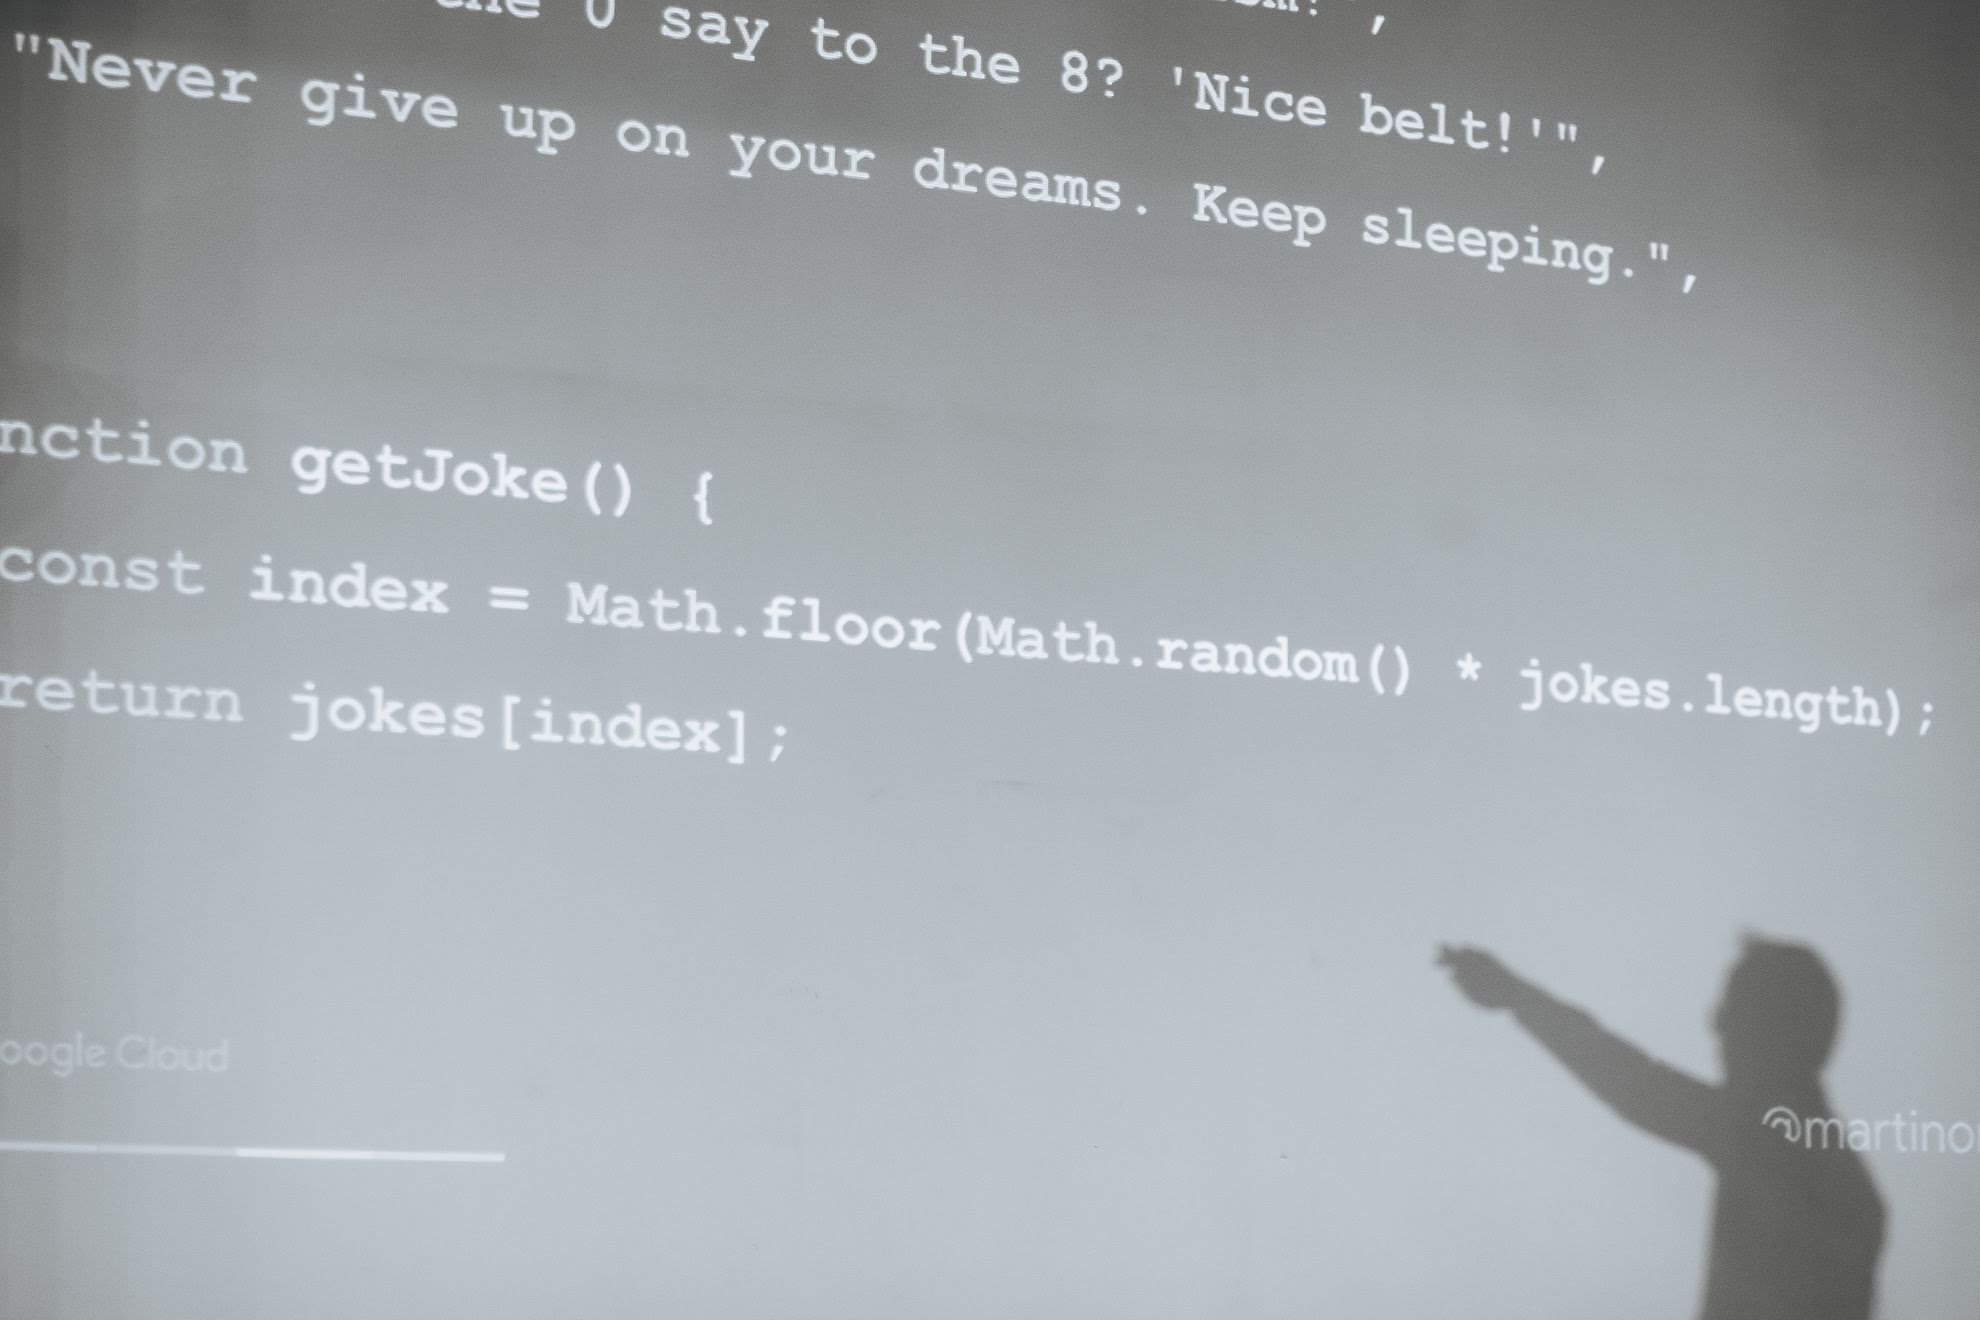 0 say to the 8? 'Nice belt!'",
"Never give up on your dreams. Keep sleeping.",
nction getJoke() {
const index = Math.floor(Math.random() * jokes.length);
return jokes[index];
oogle Cloud
@martino